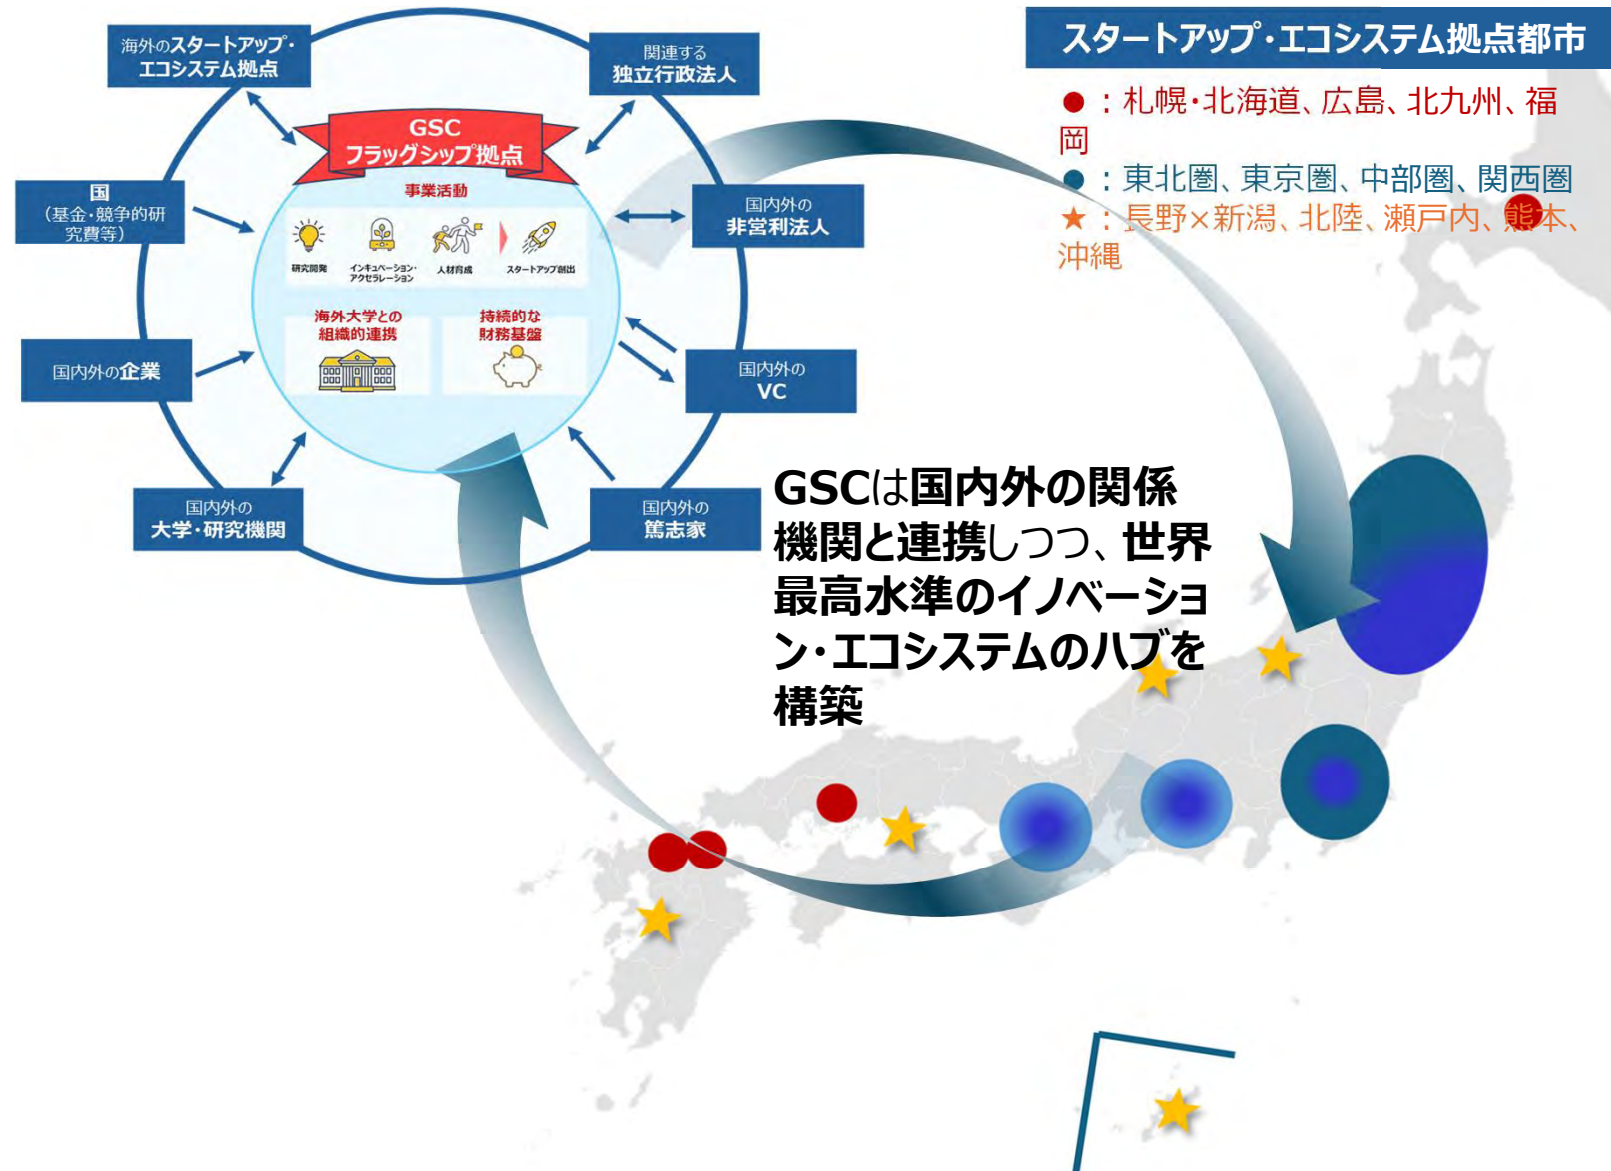 海外のスタートアップ・
エコシステム拠点
関連する
独立行政法人
GSC
フラッグシップ拠点
国
（基金・競争的研
究費等）
事業活動
研究開発
インキュベーション・
アクセラレーション
人材育成
スタートアップ創出
国内外の
非営利法人
海外大学との
組織的連携
持続的な
財務基盤
国内外の企業
国内外の
VC
国内外の
大学・研究機関
国内外の
篤志家
スタートアップ・エコシステム拠点都市
●：札幌・北海道、広島、北九州、福
岡
●：東北圏、東京圏、中部圏、関西圏
★：長野×新潟、北陸、瀬戸内、熊本、
沖縄
GSCは国内外の関係
機関と連携しつつ、世界
最高水準のイノベーショ
ン・エコシステムのハブを
構築